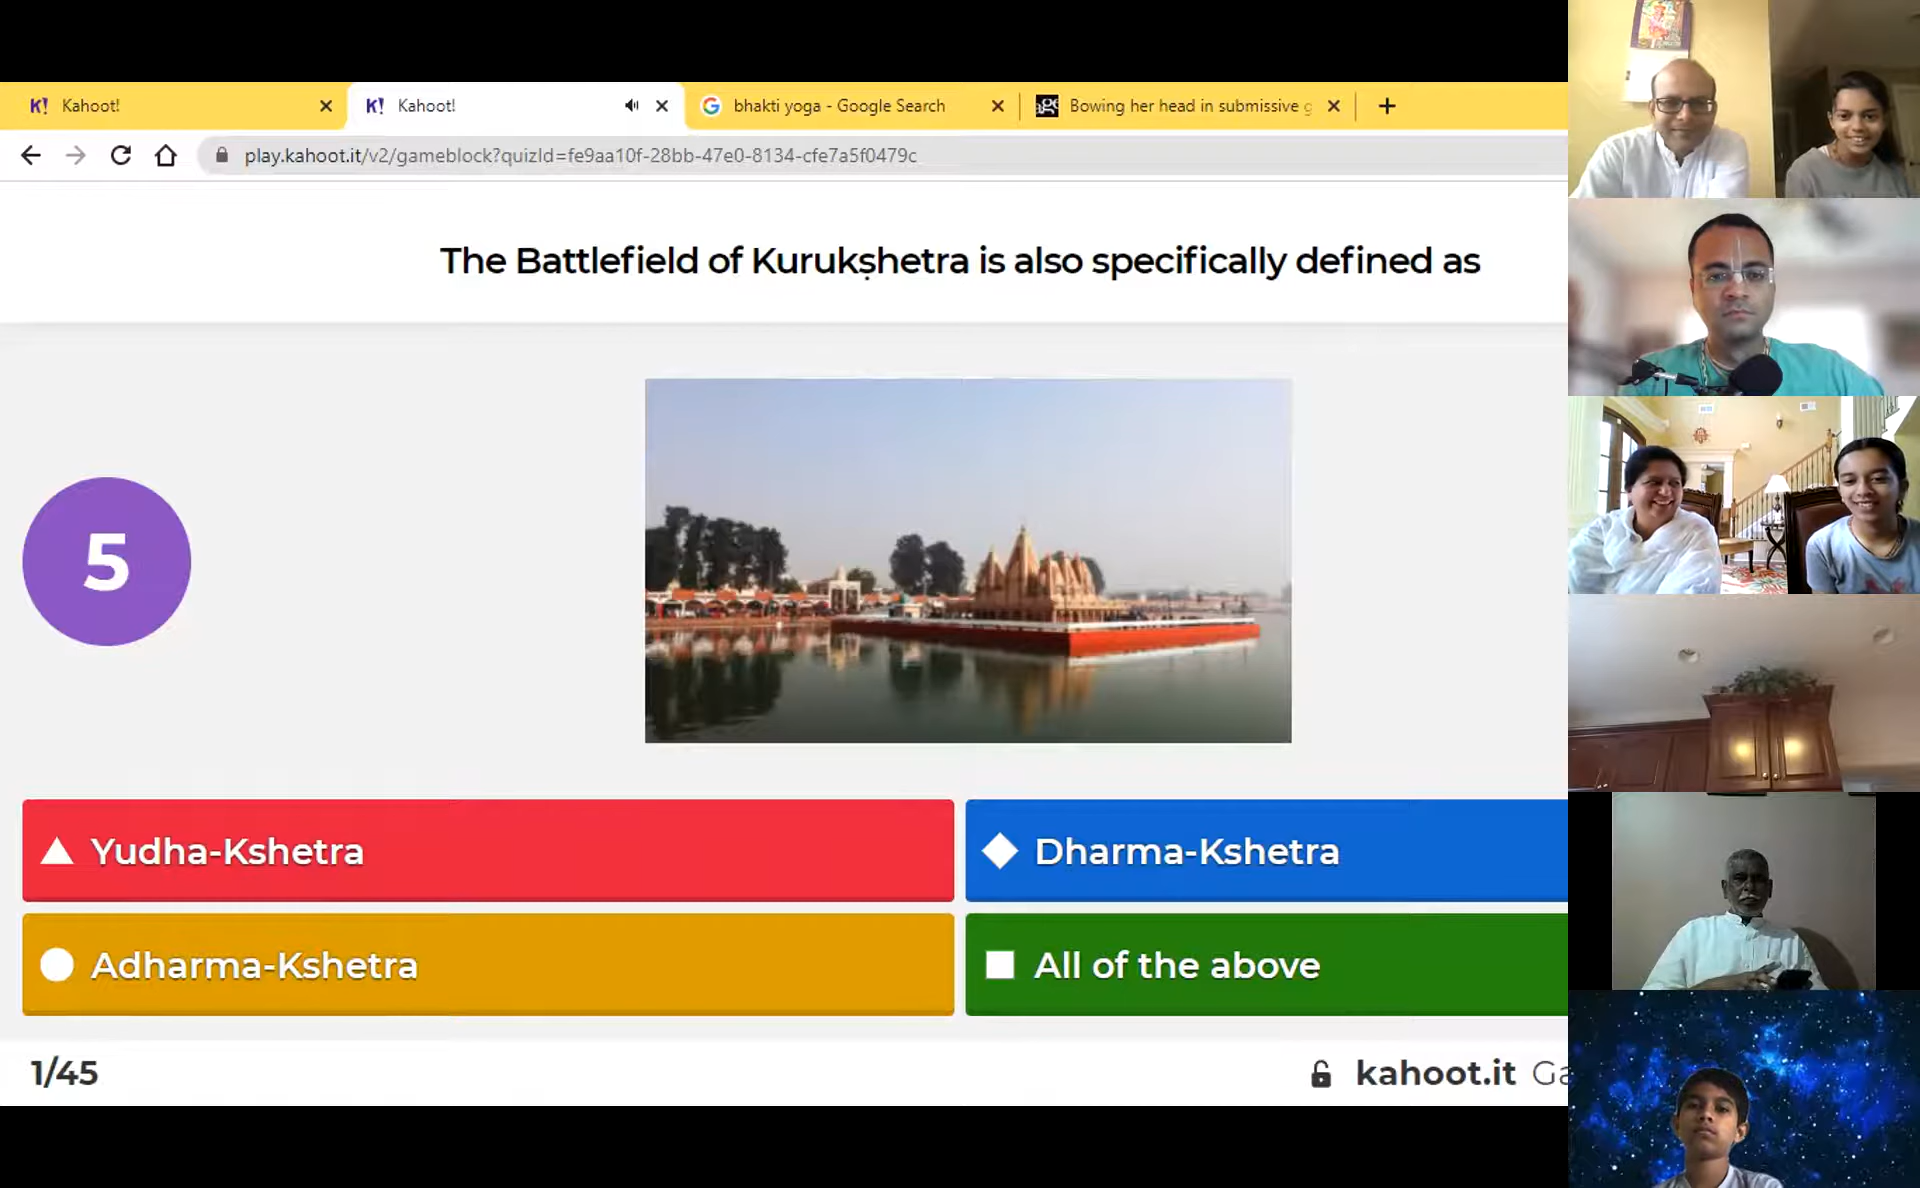 K! Kahoot!
K! Kahoot!
bhakti yoga - Google Search
age Bowing her head in submissive g
play.kahoot.it/v2/gameblock?quizId=fe9aa10f-28bb-47e0-8134-cfe7a5f0479c
The Battlefield of Kurukṣhetra is also specifically defined as
5
Yudha-Kshetra
Dharma-Kshetra
Adharma-Kshetra
All of the above
1/45
kahoot.it Ga